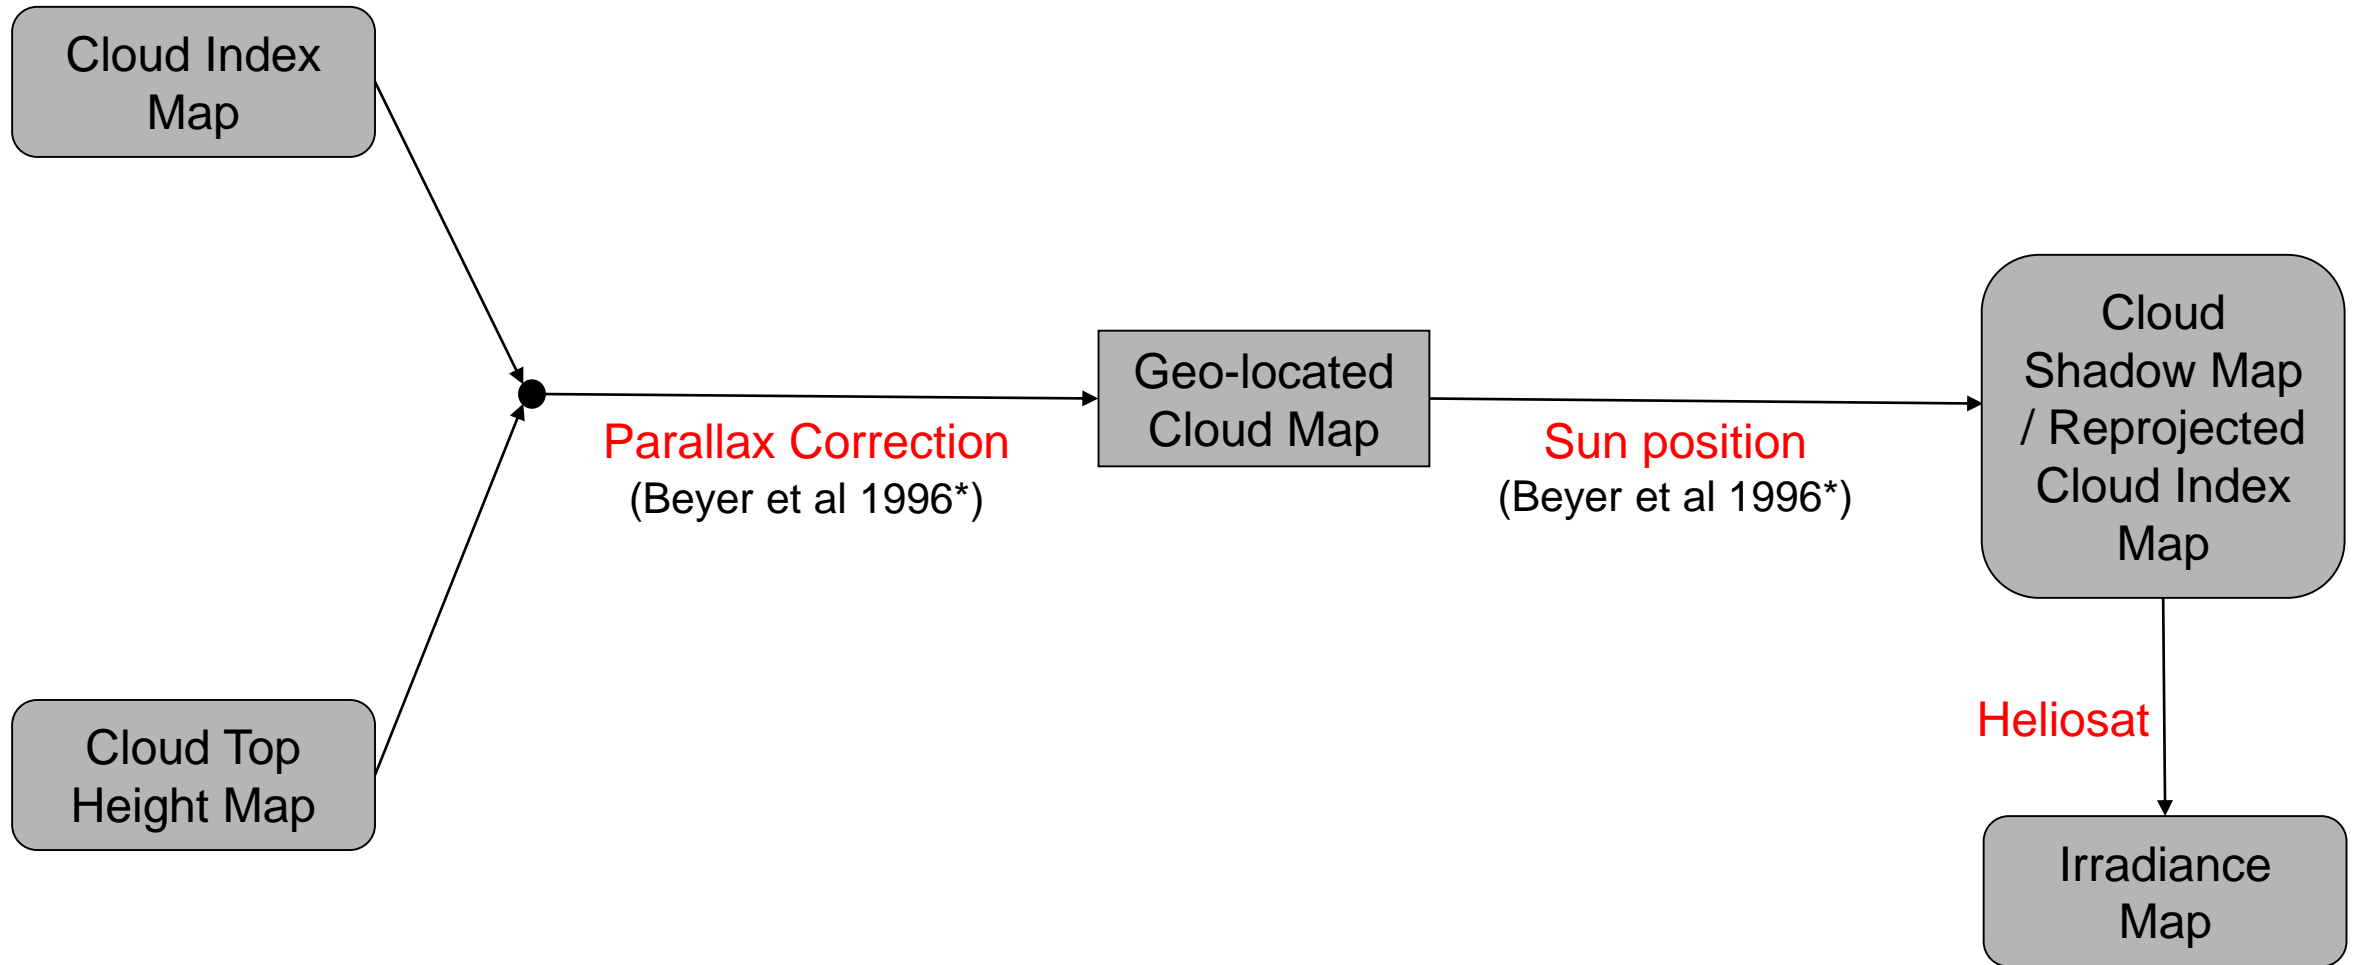 Cloud Index
Map
Cloud Top
Height Map
Parallax Correction
(Beyer et al 1996*)
Geo-located
Cloud Map
Sun position
(Beyer et al 1996*)
Cloud
Shadow Map
/ Reprojected
Cloud Index
Map
Heliosat
Irradiance
Map